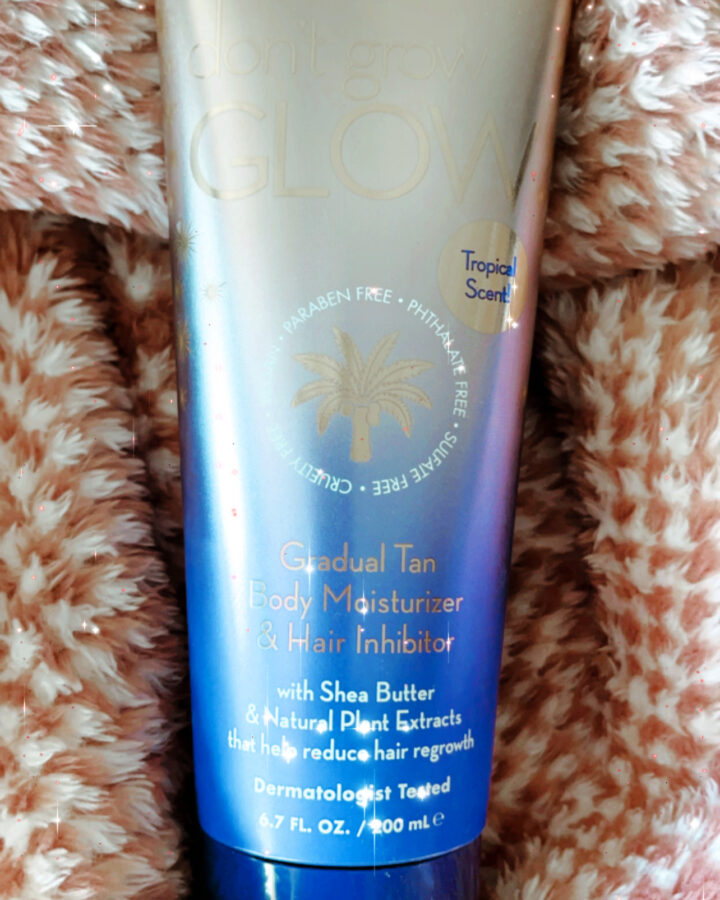 don't grow
GLOW
Tropical
Scent!
PARABEN FREE • PHTHALATE FREE • SULFATE FREE • CRUELTY FREE •
Gradual Tan
Body Moisturizer
& Hair Inhibitor
with Shea Butter
& Natural Plant Extracts
that help reduce hair regrowth
Dermatologist Tested
6.7 FL. OZ. / 200 mL e